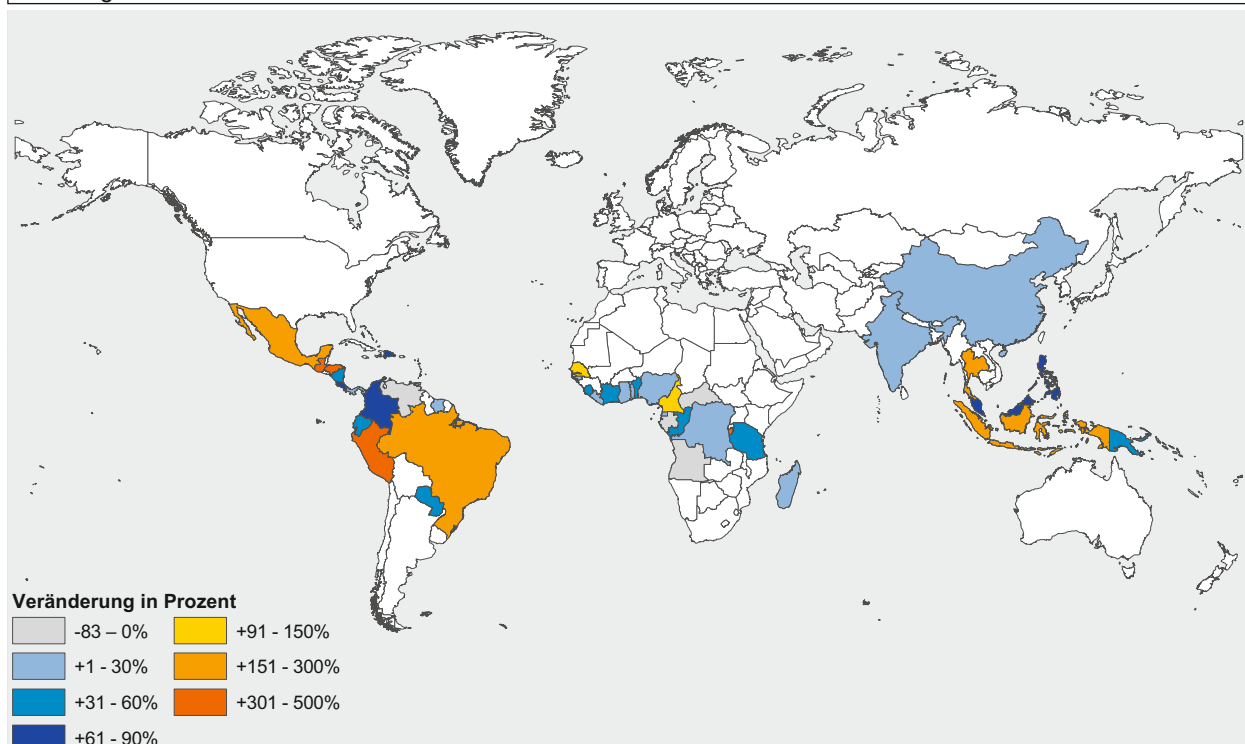 Veränderung in Prozent
-83 – 0%
+91 - 150%
+1 - 30%
+151 - 300%
+31 - 60%
+301 - 500%
+61 - 90%